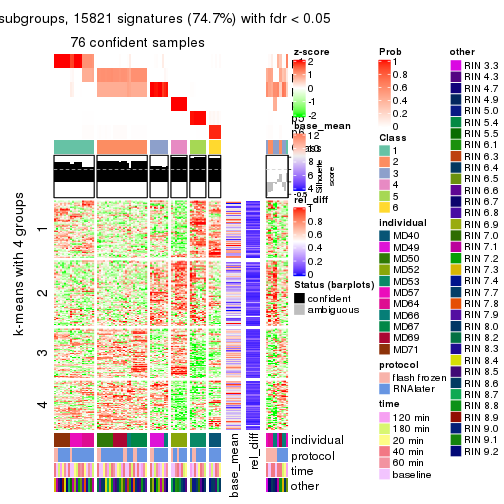 subgroups, 15821 signatures (74.7%) with fdr < 0.05
76 confident samples
k-means with 4 groups
1
2
3
4
individual
protocol
time
other
base_mean
rel_diff
z-score
2
1
0
-1
-2
base_mean
12
10
8
6
4
Silhouette
score
-0.5
rel_diff
1
0.8
0.6
0.4
0.2
0
Status (barplots)
confident
ambiguous
Prob
1
0.8
0.6
0.4
0.2
0
Class
1
2
3
4
5
6
individual
MD40
MD49
MD50
MD52
MD53
MD57
MD64
MD66
MD67
MD69
MD71
protocol
flash frozen
RNAlater
time
120 min
180 min
20 min
40 min
60 min
baseline
other
RIN 3.3
RIN 4.3
RIN 4.7
RIN 4.9
RIN 5.0
RIN 5.4
RIN 5.5
RIN 6.1
RIN 6.3
RIN 6.4
RIN 6.5
RIN 6.6
RIN 6.7
RIN 6.8
RIN 6.9
RIN 7.0
RIN 7.1
RIN 7.2
RIN 7.3
RIN 7.4
RIN 7.7
RIN 7.8
RIN 7.9
RIN 8.0
RIN 8.2
RIN 8.3
RIN 8.4
RIN 8.5
RIN 8.6
RIN 8.7
RIN 8.8
RIN 8.9
RIN 9.0
RIN 9.1
RIN 9.2